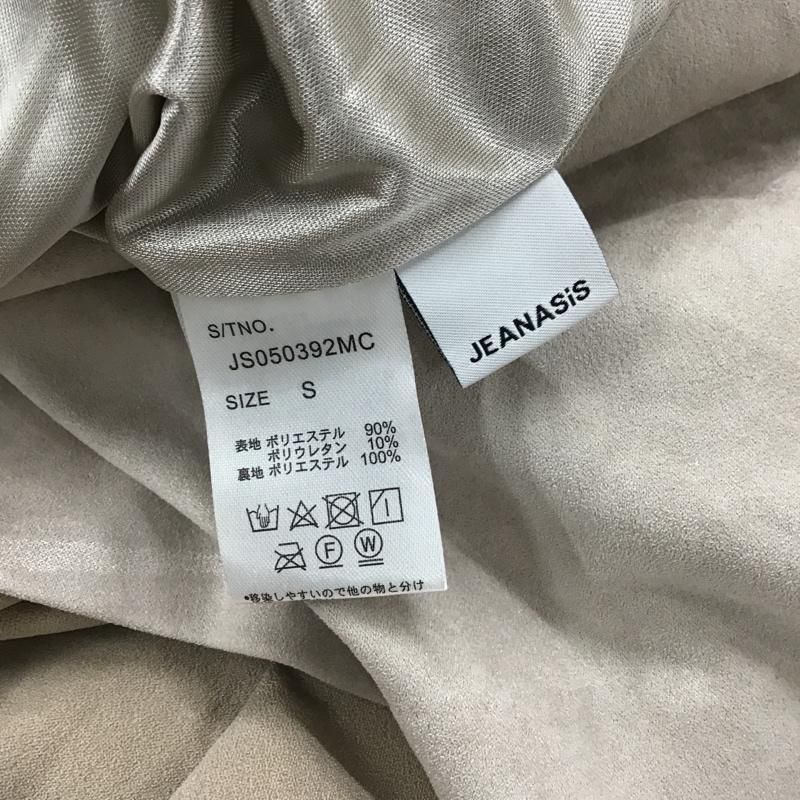 S/TNO.
JS050392MC
SIZE S
表地 ポリエステル 90%
ポリウレタン 10%
裏地 ポリエステル 100%
F W
•移染しやすいので他の物と分け
JEANASiS